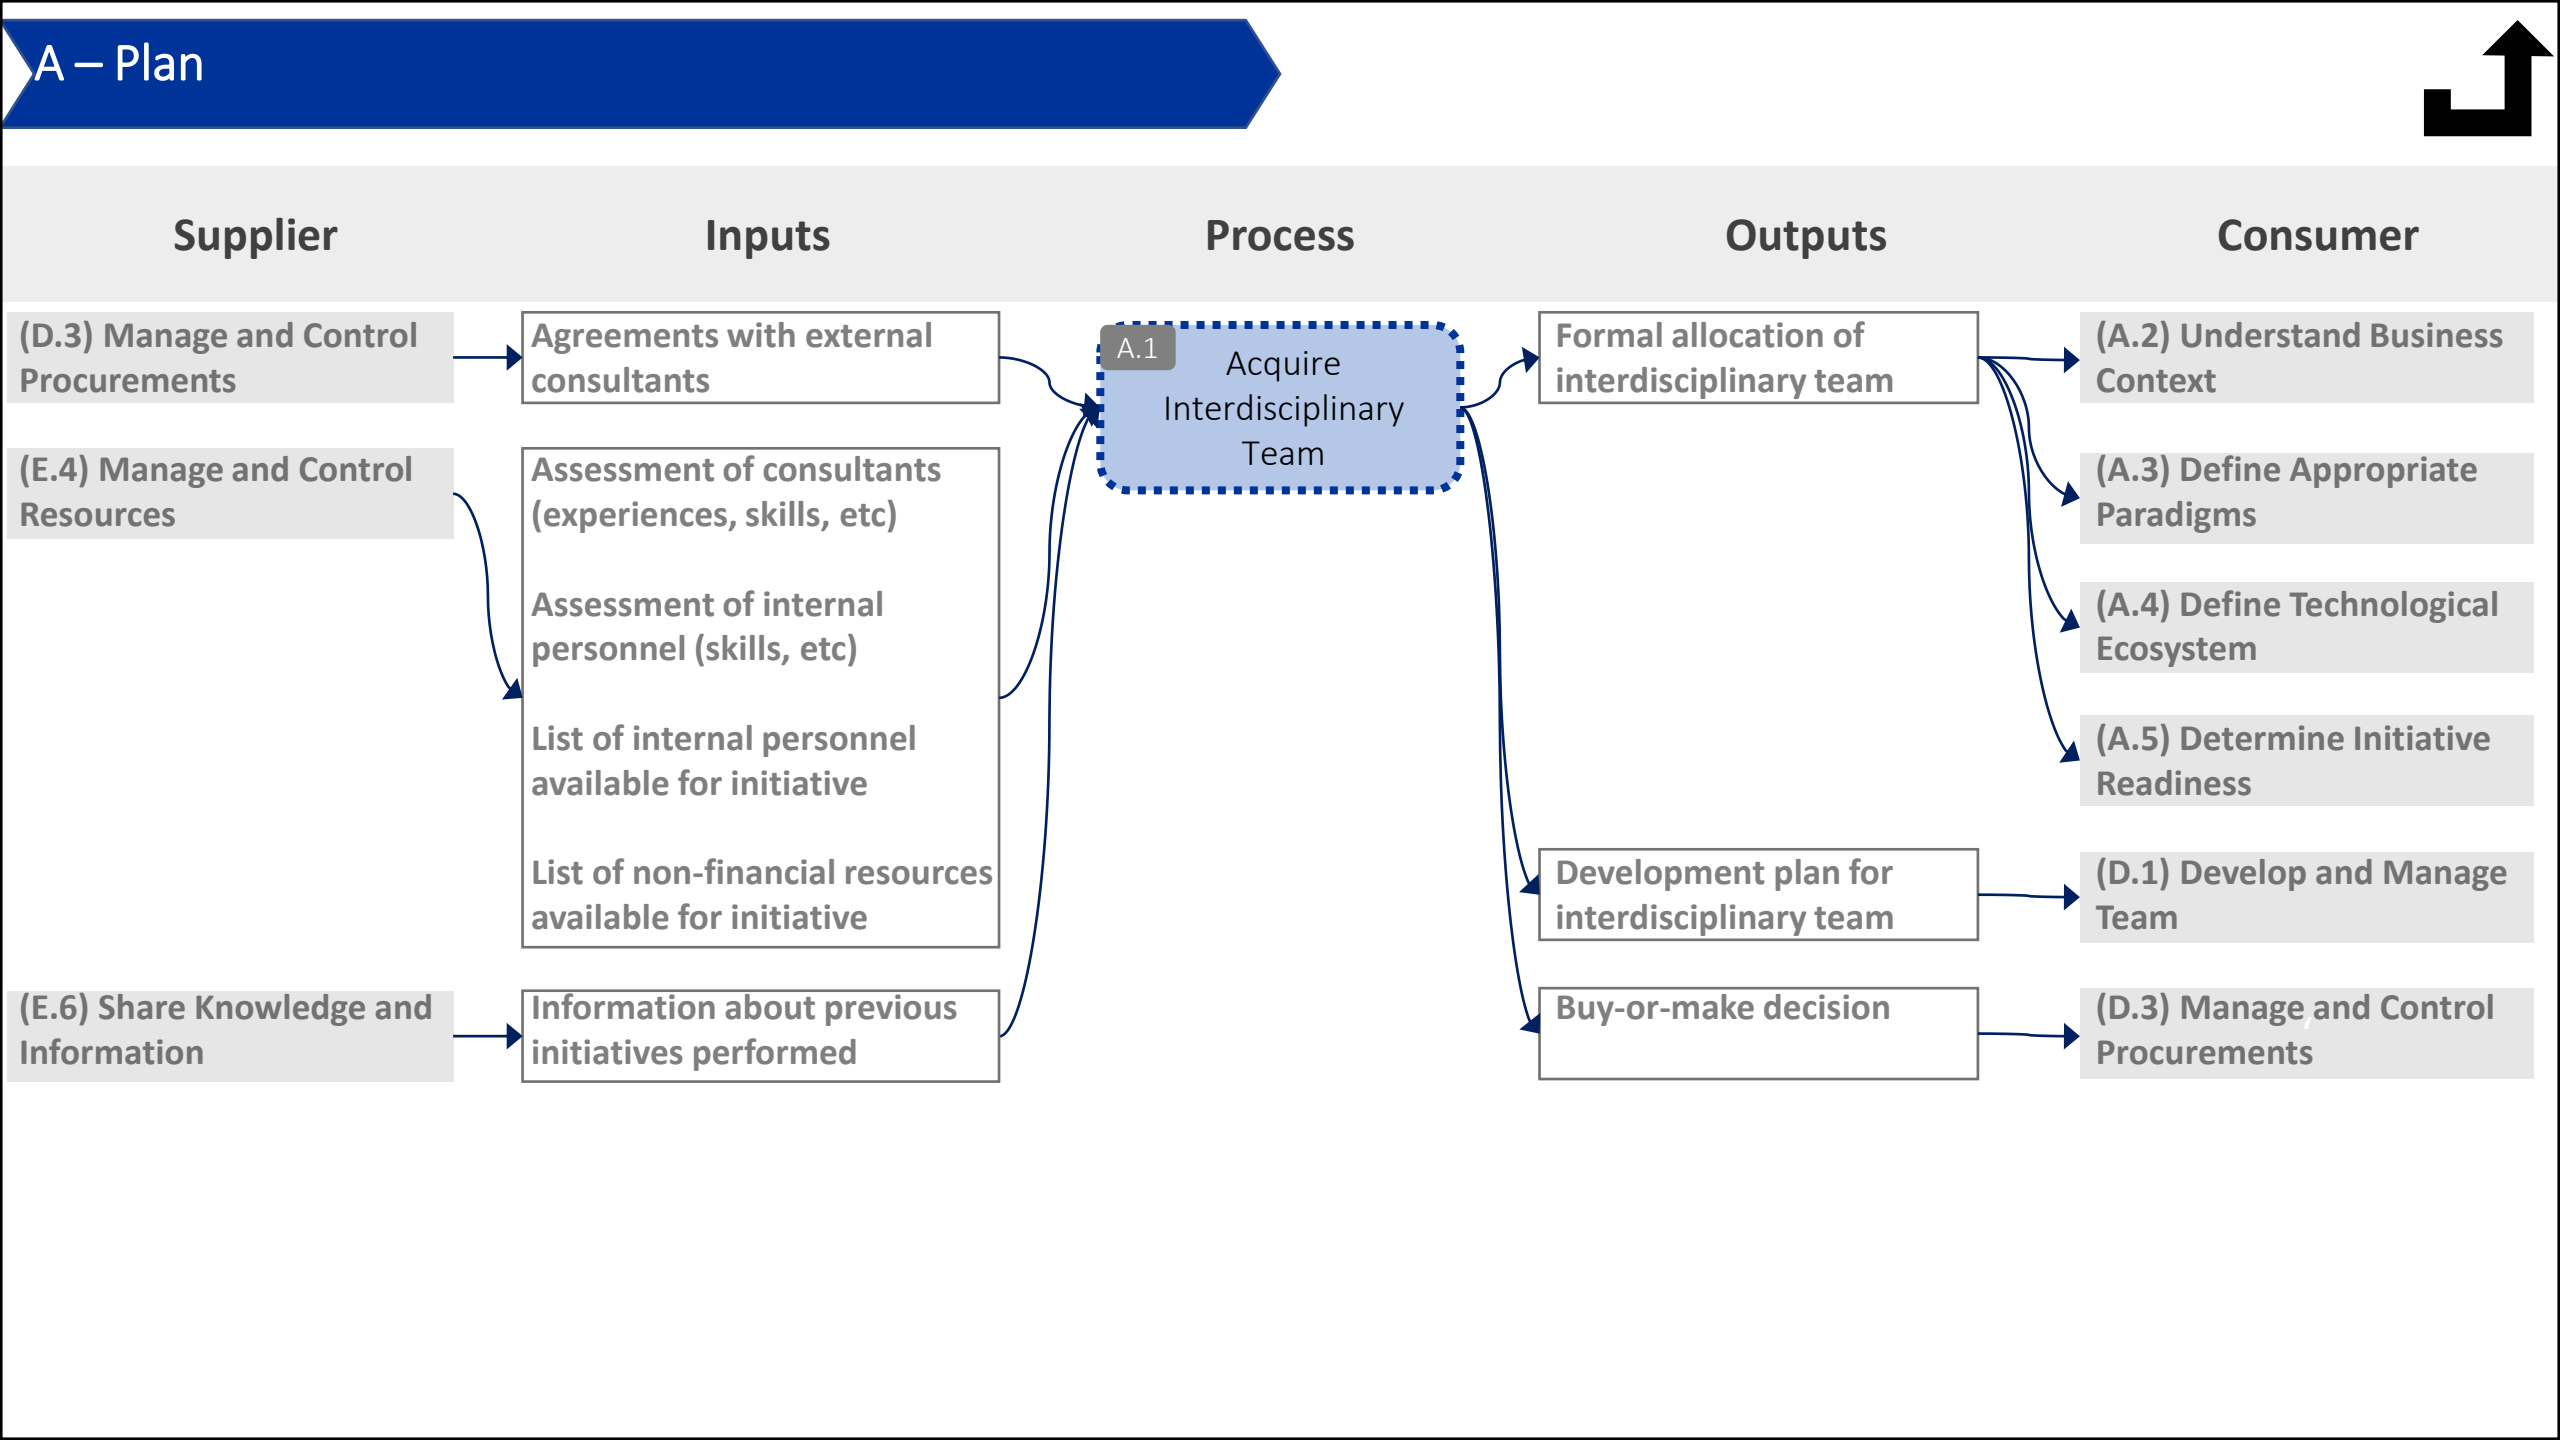 A – Plan
Supplier
Inputs
Process
Outputs
Consumer
(D.3) Manage and Control
Procurements
(E.4) Manage and Control
Resources
(E.6) Share Knowledge and
Information
Agreements with external
consultants
Assessment of consultants
(experiences, skills, etc)
Assessment of internal
personnel (skills, etc)
List of internal personnel
available for initiative
List of non-financial resources
available for initiative
Information about previous
initiatives performed
A.1
Acquire
Interdisciplinary
Team
Formal allocation of
interdisciplinary team
Development plan for
interdisciplinary team
Buy-or-make decision
(A.2) Understand Business
Context
(A.3) Define Appropriate
Paradigms
(A.4) Define Technological
Ecosystem
(A.5) Determine Initiative
Readiness
(D.1) Develop and Manage
Team
(D.3) Manage and Control
Procurements